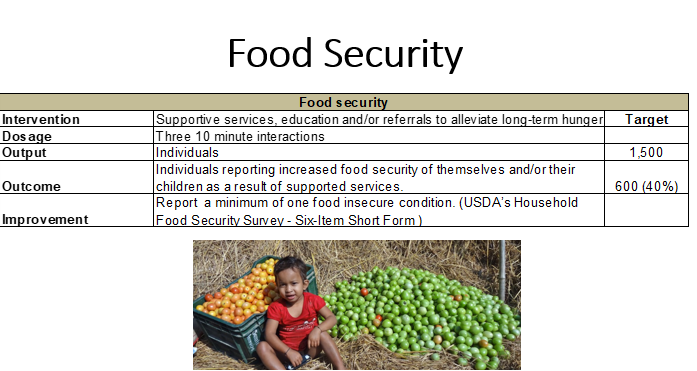 Food Security
Food security
Intervention Supportive services, education and/or referrals to alleviate long-term hunger Target
Dosage Three 10 minute interactions
Output Individuals 1,500
Individuals reporting increased food security of themselves and/or their
Outcome children as a result of supported services. 600 (40%)
Report a minimum of one food insecure condition. (USDA's Household
Improvement Food Security Survey - Six-Item Short Form )